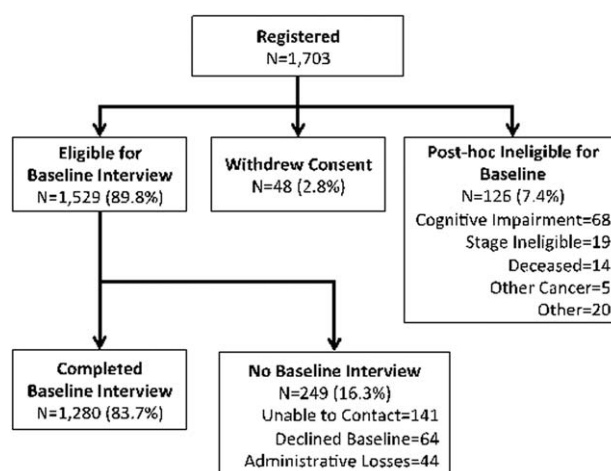 Registered
N=1,703
Eligible for
Baseline Interview
N=1,529 (89.8%)
Withdrew Consent
N=48 (2.8%)
Post-hoc Ineligible for
Baseline
N=126 (7.4%)
Cognitive Impairment=68
Stage Ineligible=19
Deceased=14
Other Cancer=5
Other=20
Completed
Baseline Interview
N=1,280 (83.7%)
No Baseline Interview
N=249 (16.3%)
Unable to Contact=141
Declined Baseline=64
Administrative Losses=44